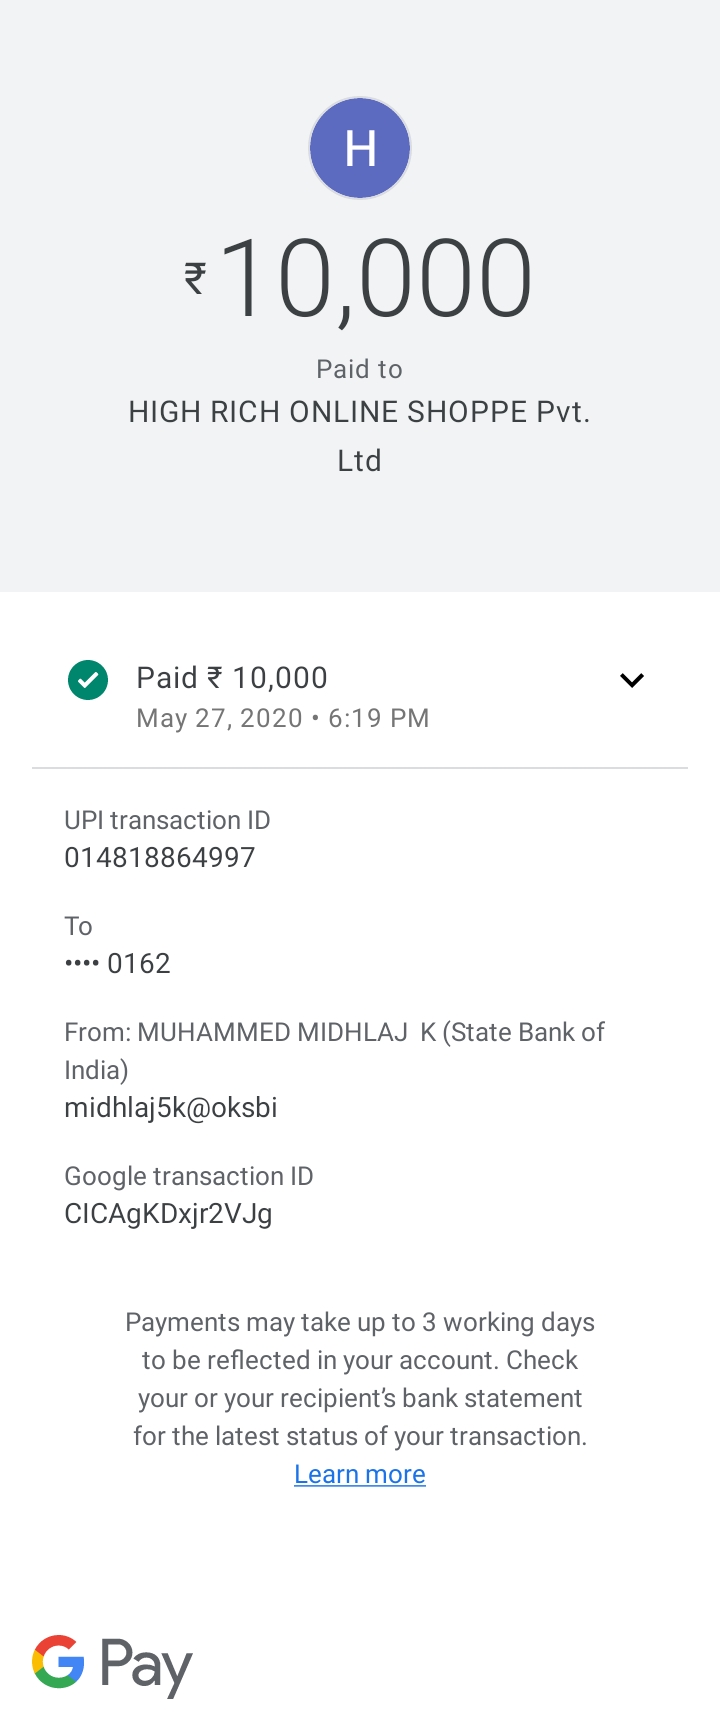 H
₹10,000
Paid to
HIGH RICH ONLINE SHOPPE Pvt.
Ltd
Paid ₹ 10,000
May 27, 2020 • 6:19 PM
UPI transaction ID
014818864997
To
•••• 0162
From: MUHAMMED MIDHLAJ  K (State Bank of
India)
midhlaj5k@oksbi
Google transaction ID
CICAgKDxjr2VJg
Payments may take up to 3 working days
to be reflected in your account. Check
your or your recipient’s bank statement
for the latest status of your transaction.
Learn more
G Pay